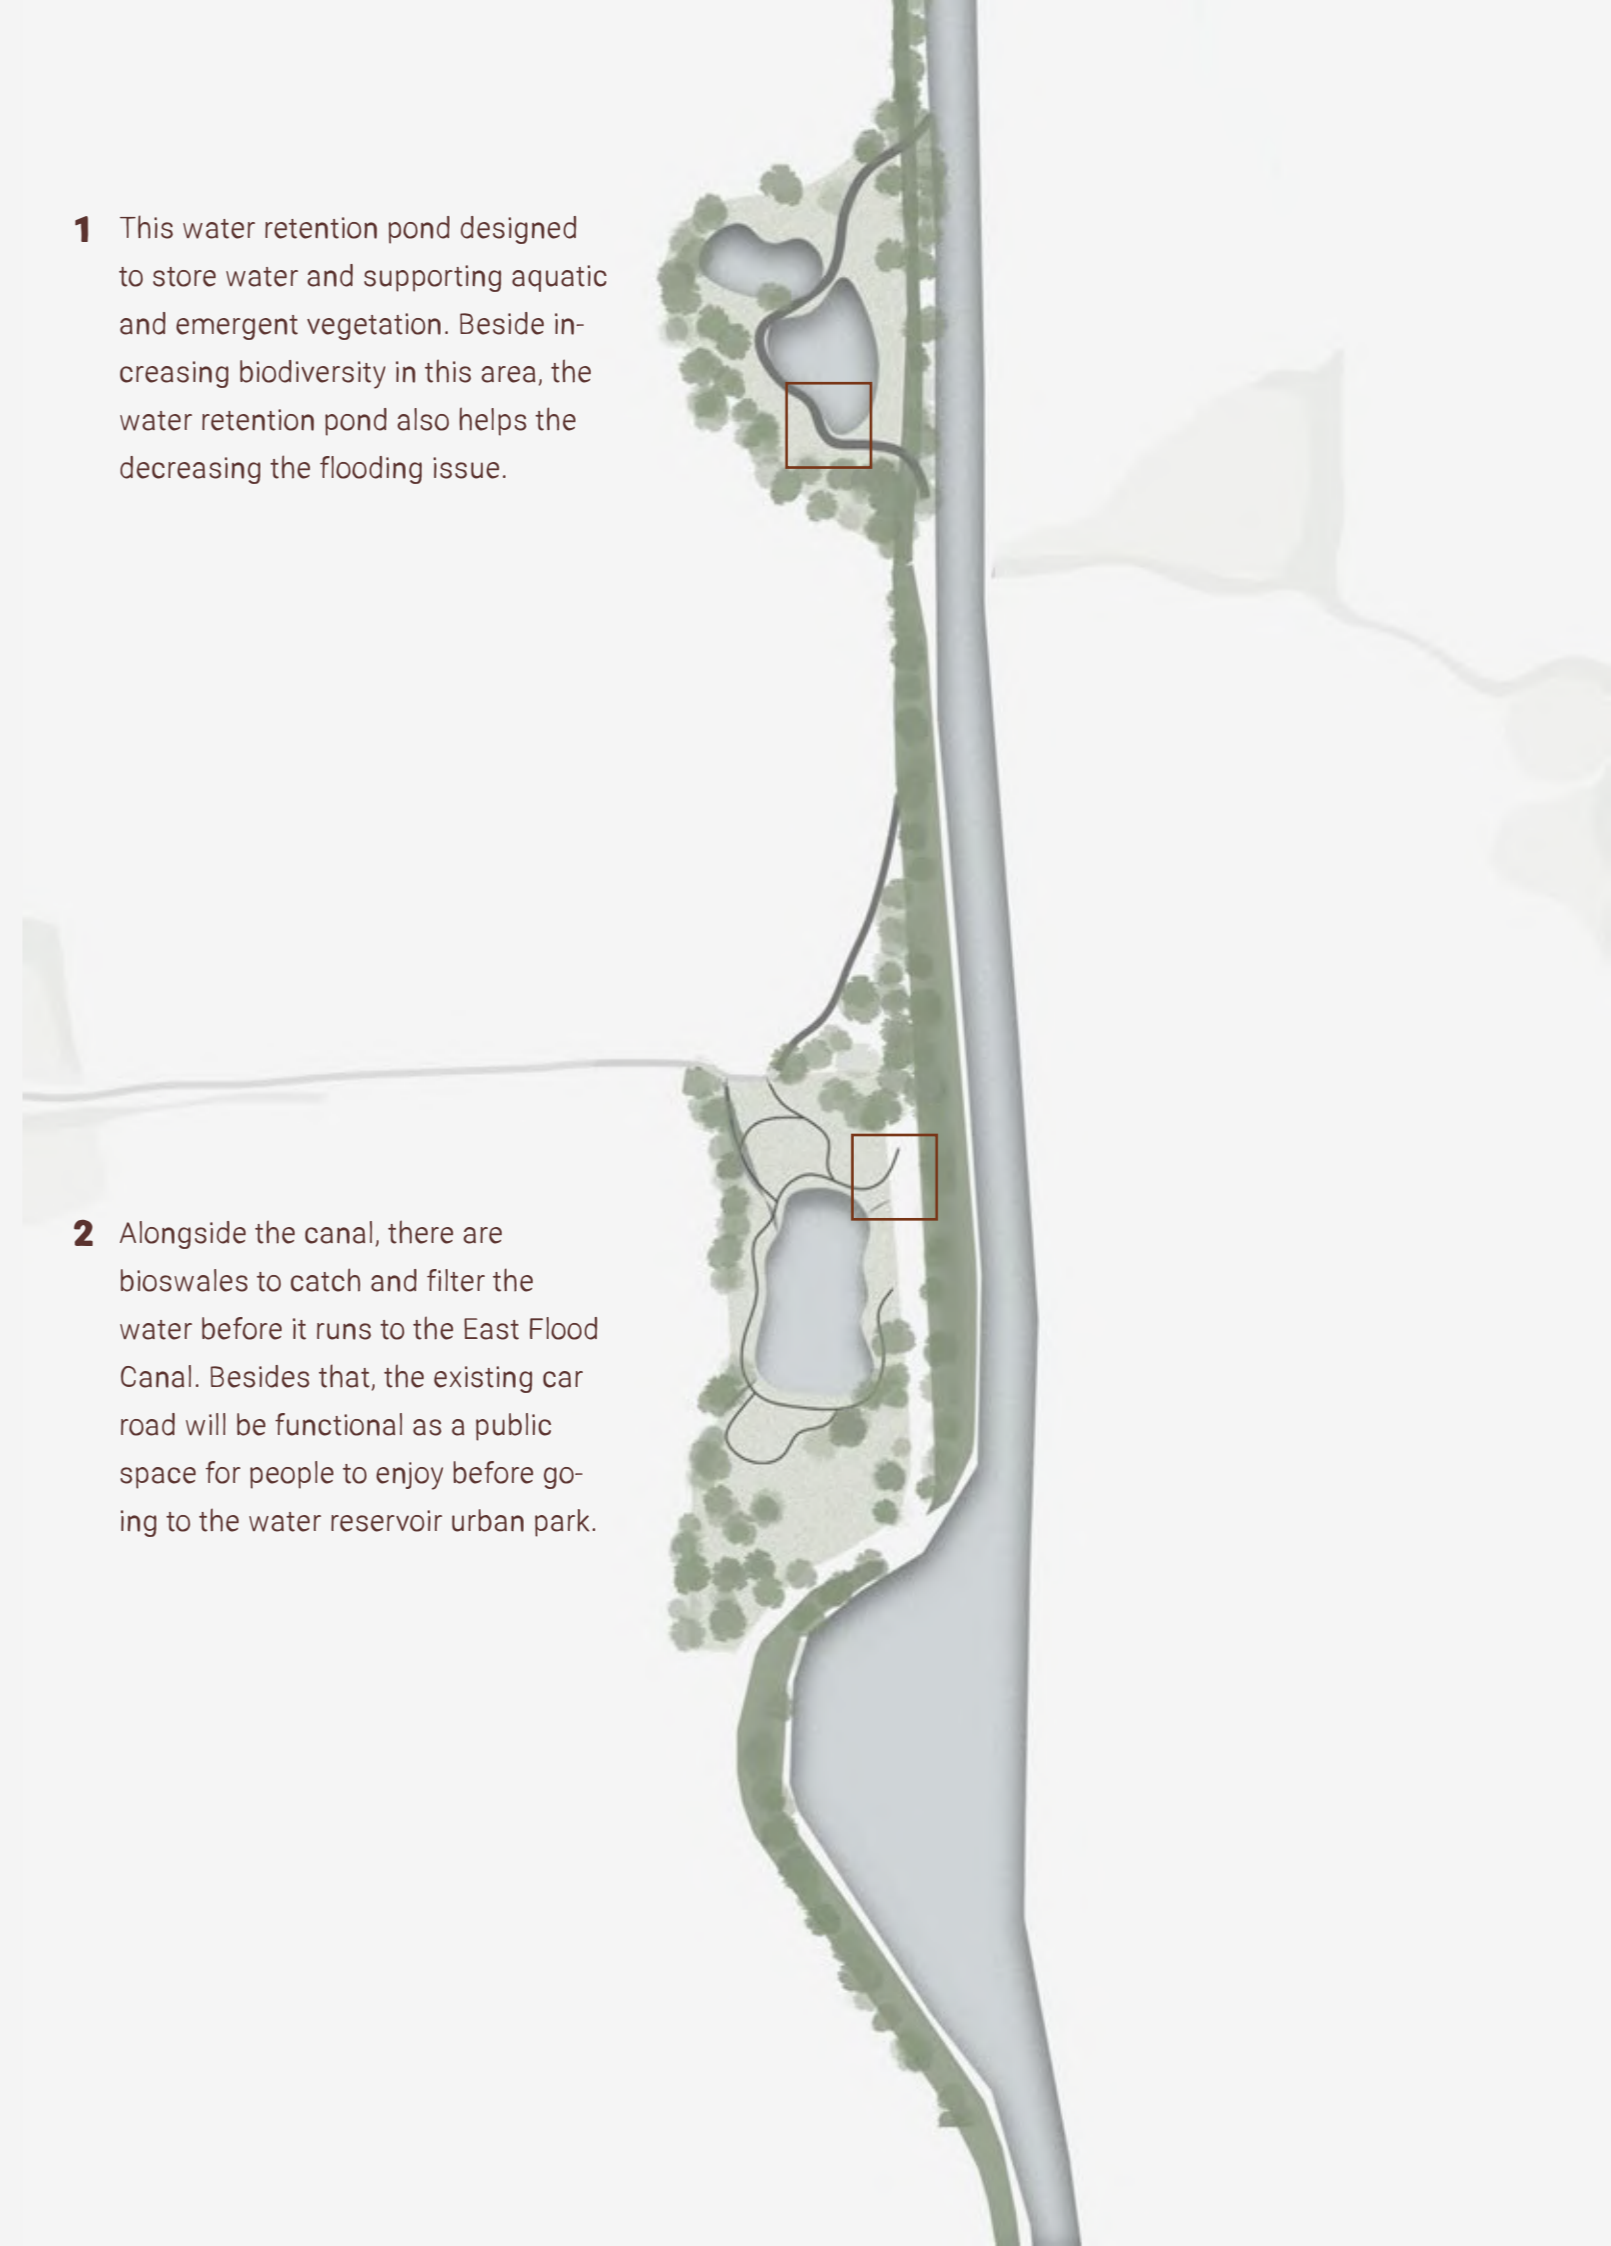 1 This water retention pond designed
to store water and supporting aquatic
and emergent vegetation. Beside in-
creasing biodiversity in this area, the
water retention pond also helps the
decreasing the flooding issue.
2 Alongside the canal, there are
bioswales to catch and filter the
water before it runs to the East Flood
Canal. Besides that, the existing car
road will be functional as a public
space for people to enjoy before go-
ing to the water reservoir urban park.